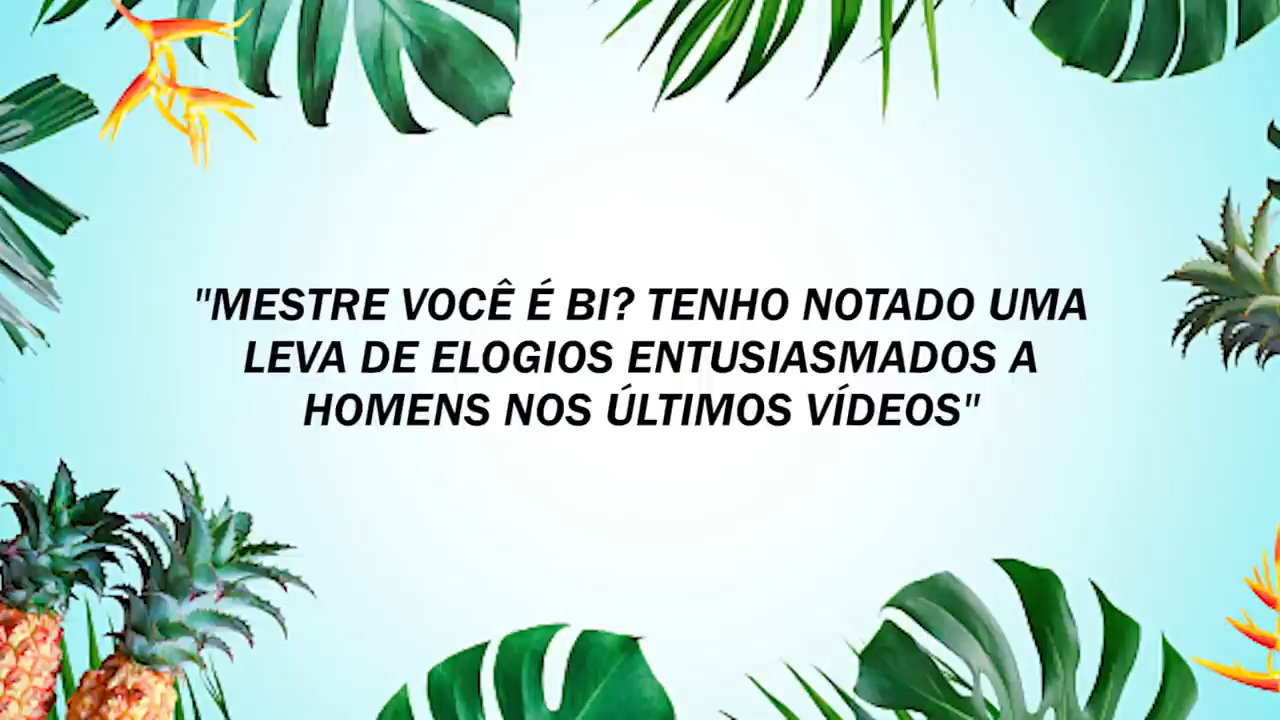 "MESTRE VOCÊ É BI? TENHO NOTADO UMA
LEVA DE ELOGIOS ENTUSIASMADOS A
HOMENS NOS ÚLTIMOS VÍDEOS"